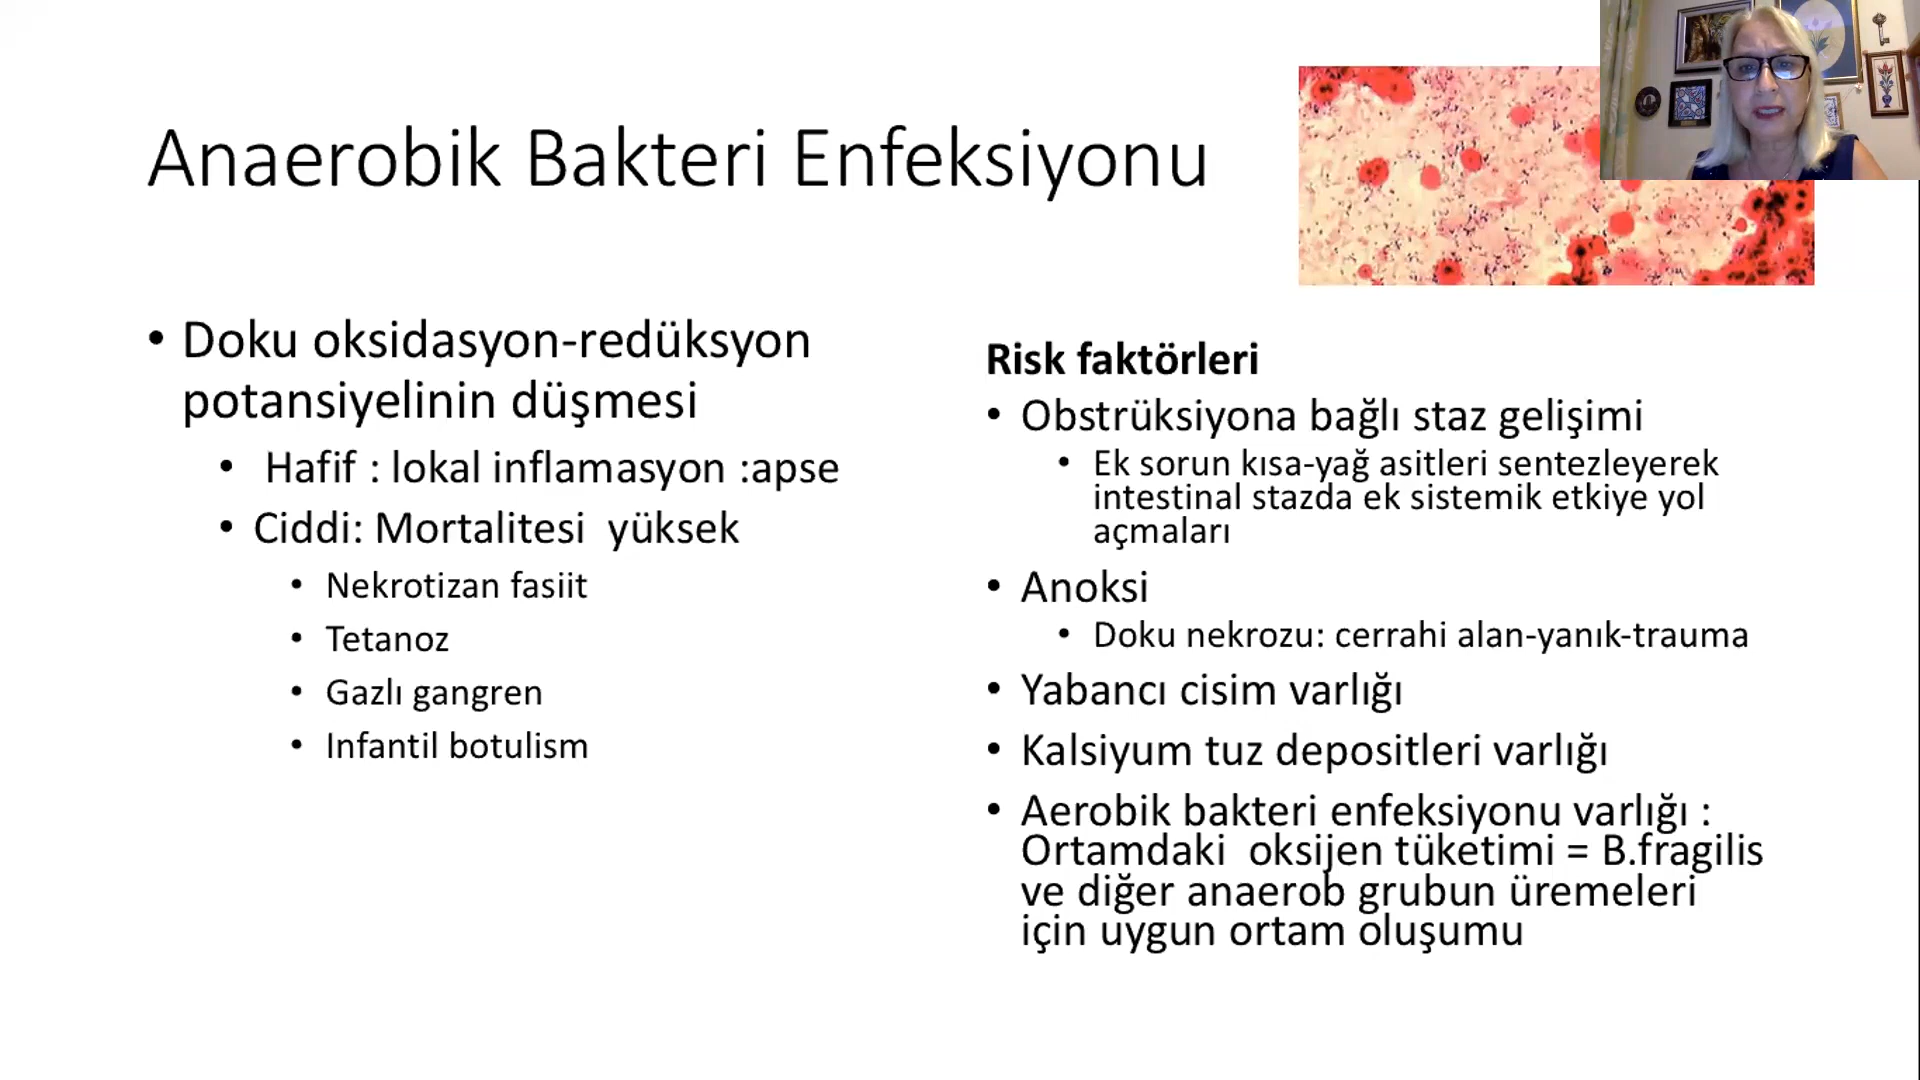 Anaerobik Bakteri Enfeksiyonu
• Doku oksidasyon-redüksyon
potansiyelinin düşmesi
• Hafif : lokal inflamasyon :apse
• Ciddi: Mortalitesi  yüksek
• Nekrotizan fasiit
• Tetanoz
• Gazlı gangren
• Infantil botulism
Risk faktörleri
• Obstrüksiyona bağlı staz gelişimi
• Ek sorun kısa-yağ asitleri sentezleyerek
intestinal stazda ek sistemik etkiye yol
açmaları
• Anoksi
• Doku nekrozu: cerrahi alan-yanık-trauma
• Yabancı cisim varlığı
• Kalsiyum tuz depositleri varlığı
• Aerobik bakteri enfeksiyonu varlığı :
Ortamdaki  oksijen tüketimi = B.fragilis
ve diğer anaerob grubun üremeleri
için uygun ortam oluşumu